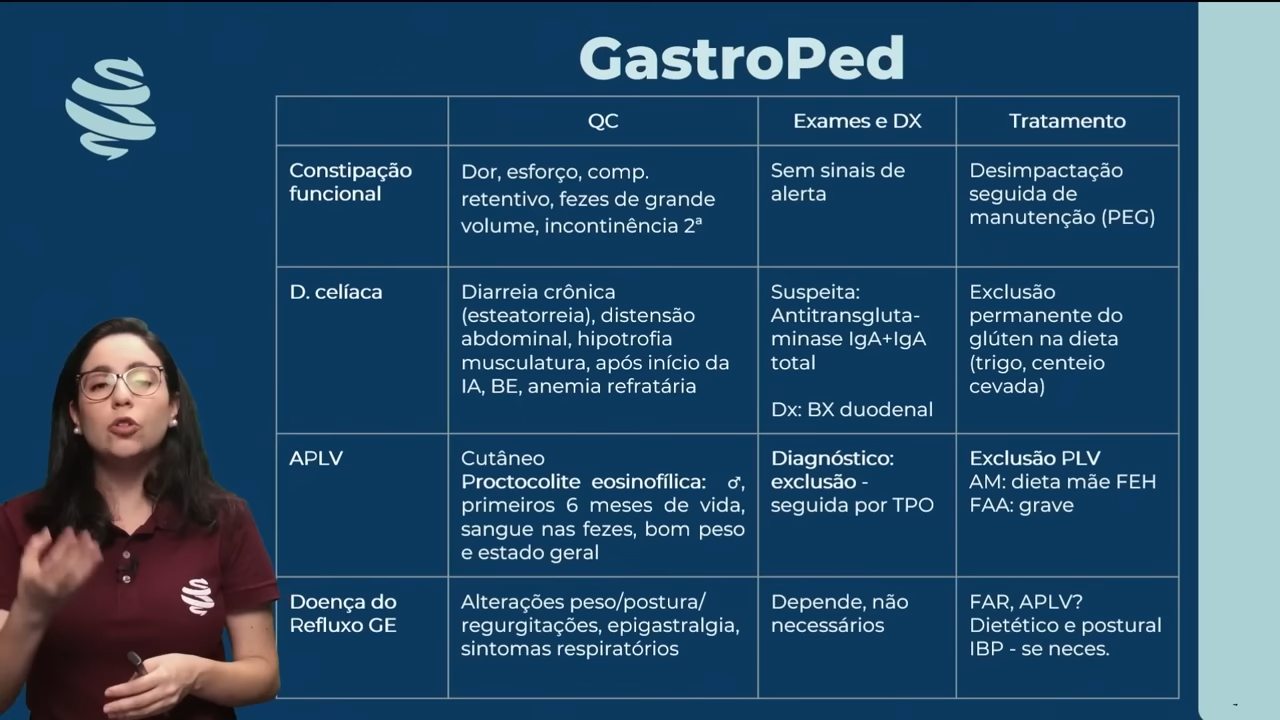 GastroPed
QC
Exames e DX
Tratamento
Constipação
funcional
Dor, esforço, comp.
retentivo, fezes de grande
volume, incontinência 2ª
Sem sinais de
alerta
Desimpactação
seguida de
manutenção (PEG)
D. celíaca
Diarreia crônica
(esteatorreia), distensão
abdominal, hipotrofia
musculatura, após início da
IA, BE, anemia refratária
Suspeita:
Antitransgluta-
minase IgA+IgA
total
Dx: BX duodenal
Exclusão
permanente do
glúten na dieta
(trigo, centeio
cevada)
APLV
Cutâneo
Proctocolite eosinofílica: ♂,
primeiros 6 meses de vida,
sangue nas fezes, bom peso
e estado geral
Diagnóstico:
exclusão -
seguida por TPO
Exclusão PLV
AM: dieta mãe FEH
FAA: grave
Doença do
Refluxo GE
Alterações peso/postura/
regurgitações, epigastralgia,
sintomas respiratórios
Depende, não
necessários
FAR, APLV?
Dietético e postural
IBP - se neces.